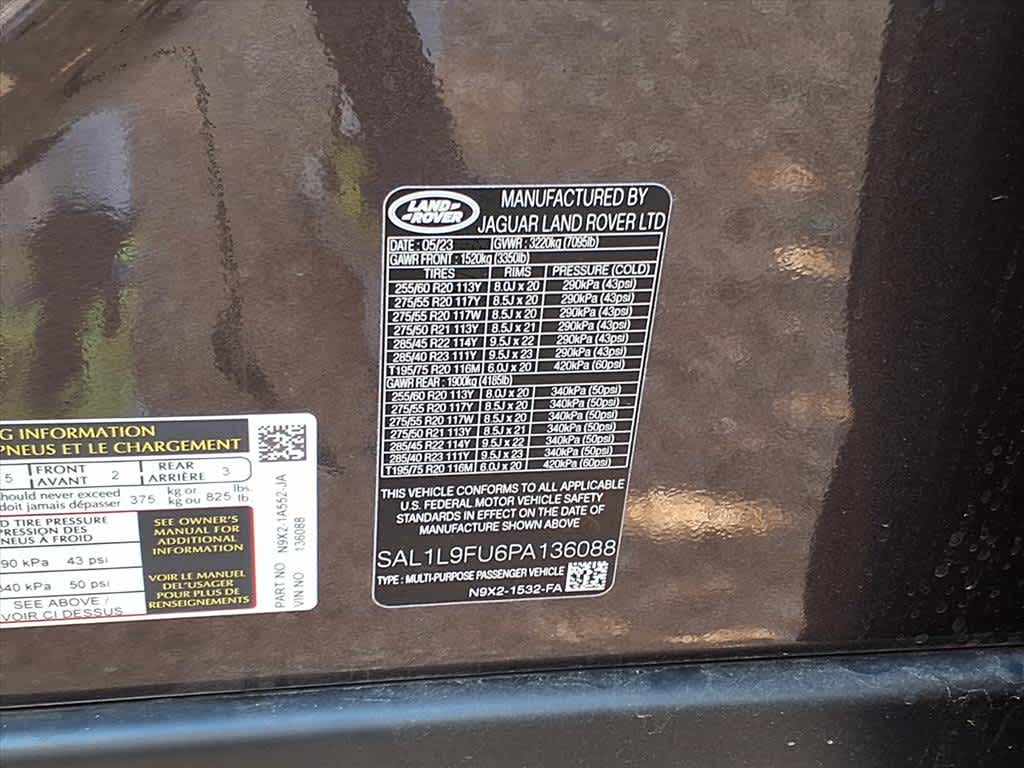 LAND-
-ROVER
MANUFACTURED BY
JAGUAR LAND ROVER LTD
DATE : 05/23 GVWR : 3220kg (7095lb)
GAWR FRONT : 1520kg (3350lb)
TIRES RIMS PRESSURE (COLD)
255/60 R20 113Y 8.0J x 20 290kPa (43psi)
275/55 R20 117Y 8.5J x 20 290kPa (43psi)
275/55 R20 117W 8.5J x 20 290kPa (43psi)
275/50 R21 113Y 8.5J x 21 290kPa (43psi)
285/45 R22 114Y 9.5J x 22 290kPa (43psi)
285/40 R23 111Y 9.5J x 23 290kPa (43psi)
T195/75 R20 116M 6.0J x 20 420kPa (60psi)
GAWR REAR : 1900kg (4185lb)
255/60 R20 113Y 8.0J x 20 340kPa (50psi)
275/55 R20 117Y 8.5J x 20 340kPa (50psi)
275/55 R20 117W 8.5J x 20 340kPa (50psi)
275/50 R21 113Y 8.5J x 21 340kPa (50psi)
285/45 R22 114Y 9.5J x 22 340kPa (50psi)
285/40 R23 111Y 9.5J x 23 340kPa (50psi)
T195/75 R20 116M 6.0J x 20 420kPa (60psi)
THIS VEHICLE CONFORMS TO ALL APPLICABLE
U.S. FEDERAL MOTOR VEHICLE SAFETY
STANDARDS IN EFFECT ON THE DATE OF
MANUFACTURE SHOWN ABOVE
SAL1L9FU6PA136088
TYPE : MULTI-PURPOSE PASSENGER VEHICLE
N9X2-1532-FA
G INFORMATION
PNEUS ET LE CHARGEMENT
5 FRONT AVANT 2 REAR ARRIÈRE 3
hould never exceed 375 kg or 825 lbs.
doit jamais dépasser kg ou lb
D TIRE PRESSURE
PRESSION DES
NEUS À FROID
90 kPa 43 psi
340 kPa 50 psi
SEE ABOVE /
VOIR CI DESSUS
SEE OWNER'S
MANUAL FOR
ADDITIONAL
INFORMATION
VOIR LE MANUEL
DEL'USAGER
POUR PLUS DE
RENSEIGNEMENTS
PART NO N9X2-1A552-JA
VIN NO 136088